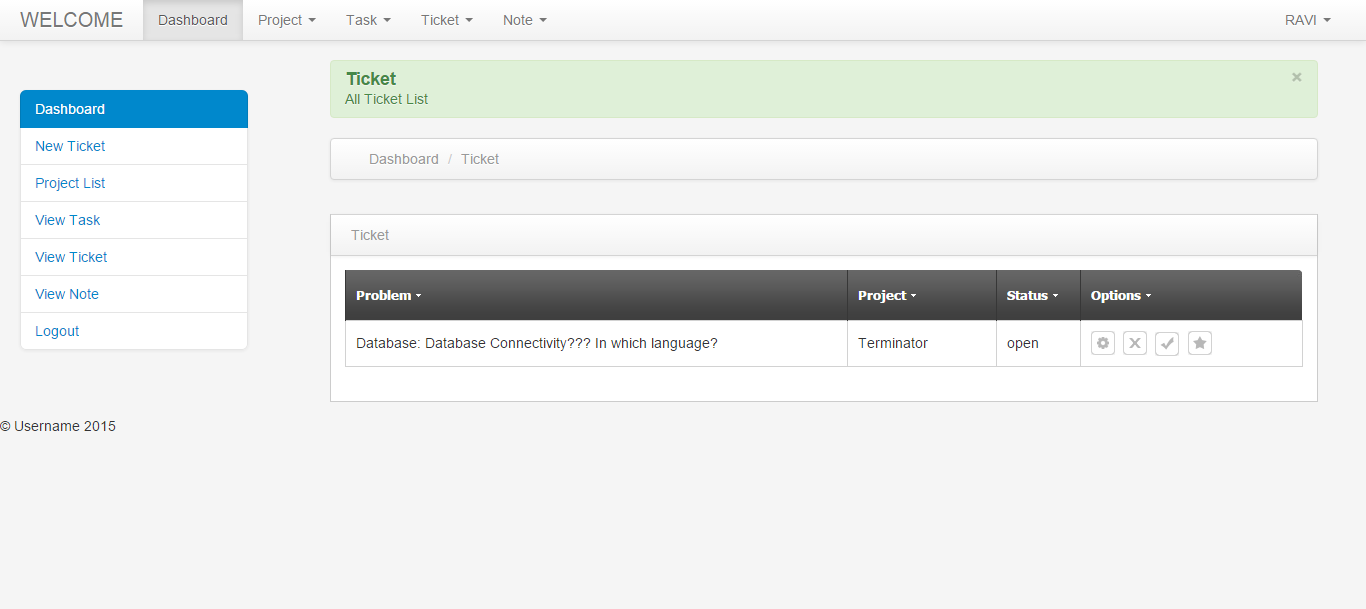 WELCOME Dashboard Project Task Ticket Note RAVI
Dashboard
New Ticket
Project List
View Task
View Ticket
View Note
Logout
Ticket ×
All Ticket List
Dashboard / Ticket
Ticket
Problem Project Status Options
Database: Database Connectivity??? In which language? Terminator open
© Username 2015